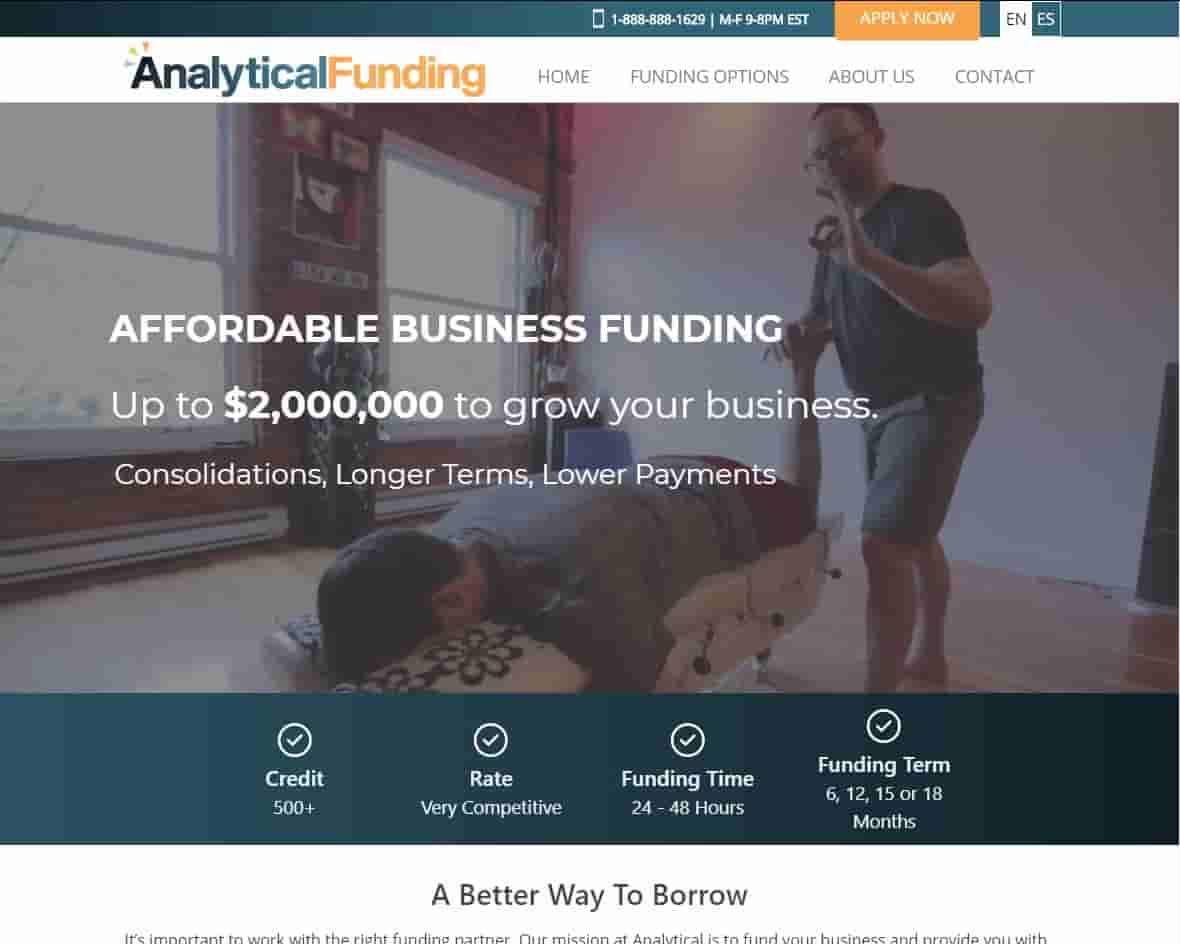 1-888-888-1629 | M-F 9-8PM EST
APPLY NOW
EN ES
AnalyticalFunding
HOME FUNDING OPTIONS ABOUT US CONTACT
AFFORDABLE BUSINESS FUNDING
Up to $2,000,000 to grow your business.
Consolidations, Longer Terms, Lower Payments
Credit
500+
Rate
Very Competitive
Funding Time
24 - 48 Hours
Funding Term
6, 12, 15 or 18
Months
A Better Way To Borrow
It's important to work with the right funding partner. Our mission at Analytical is to fund your business and provide you with